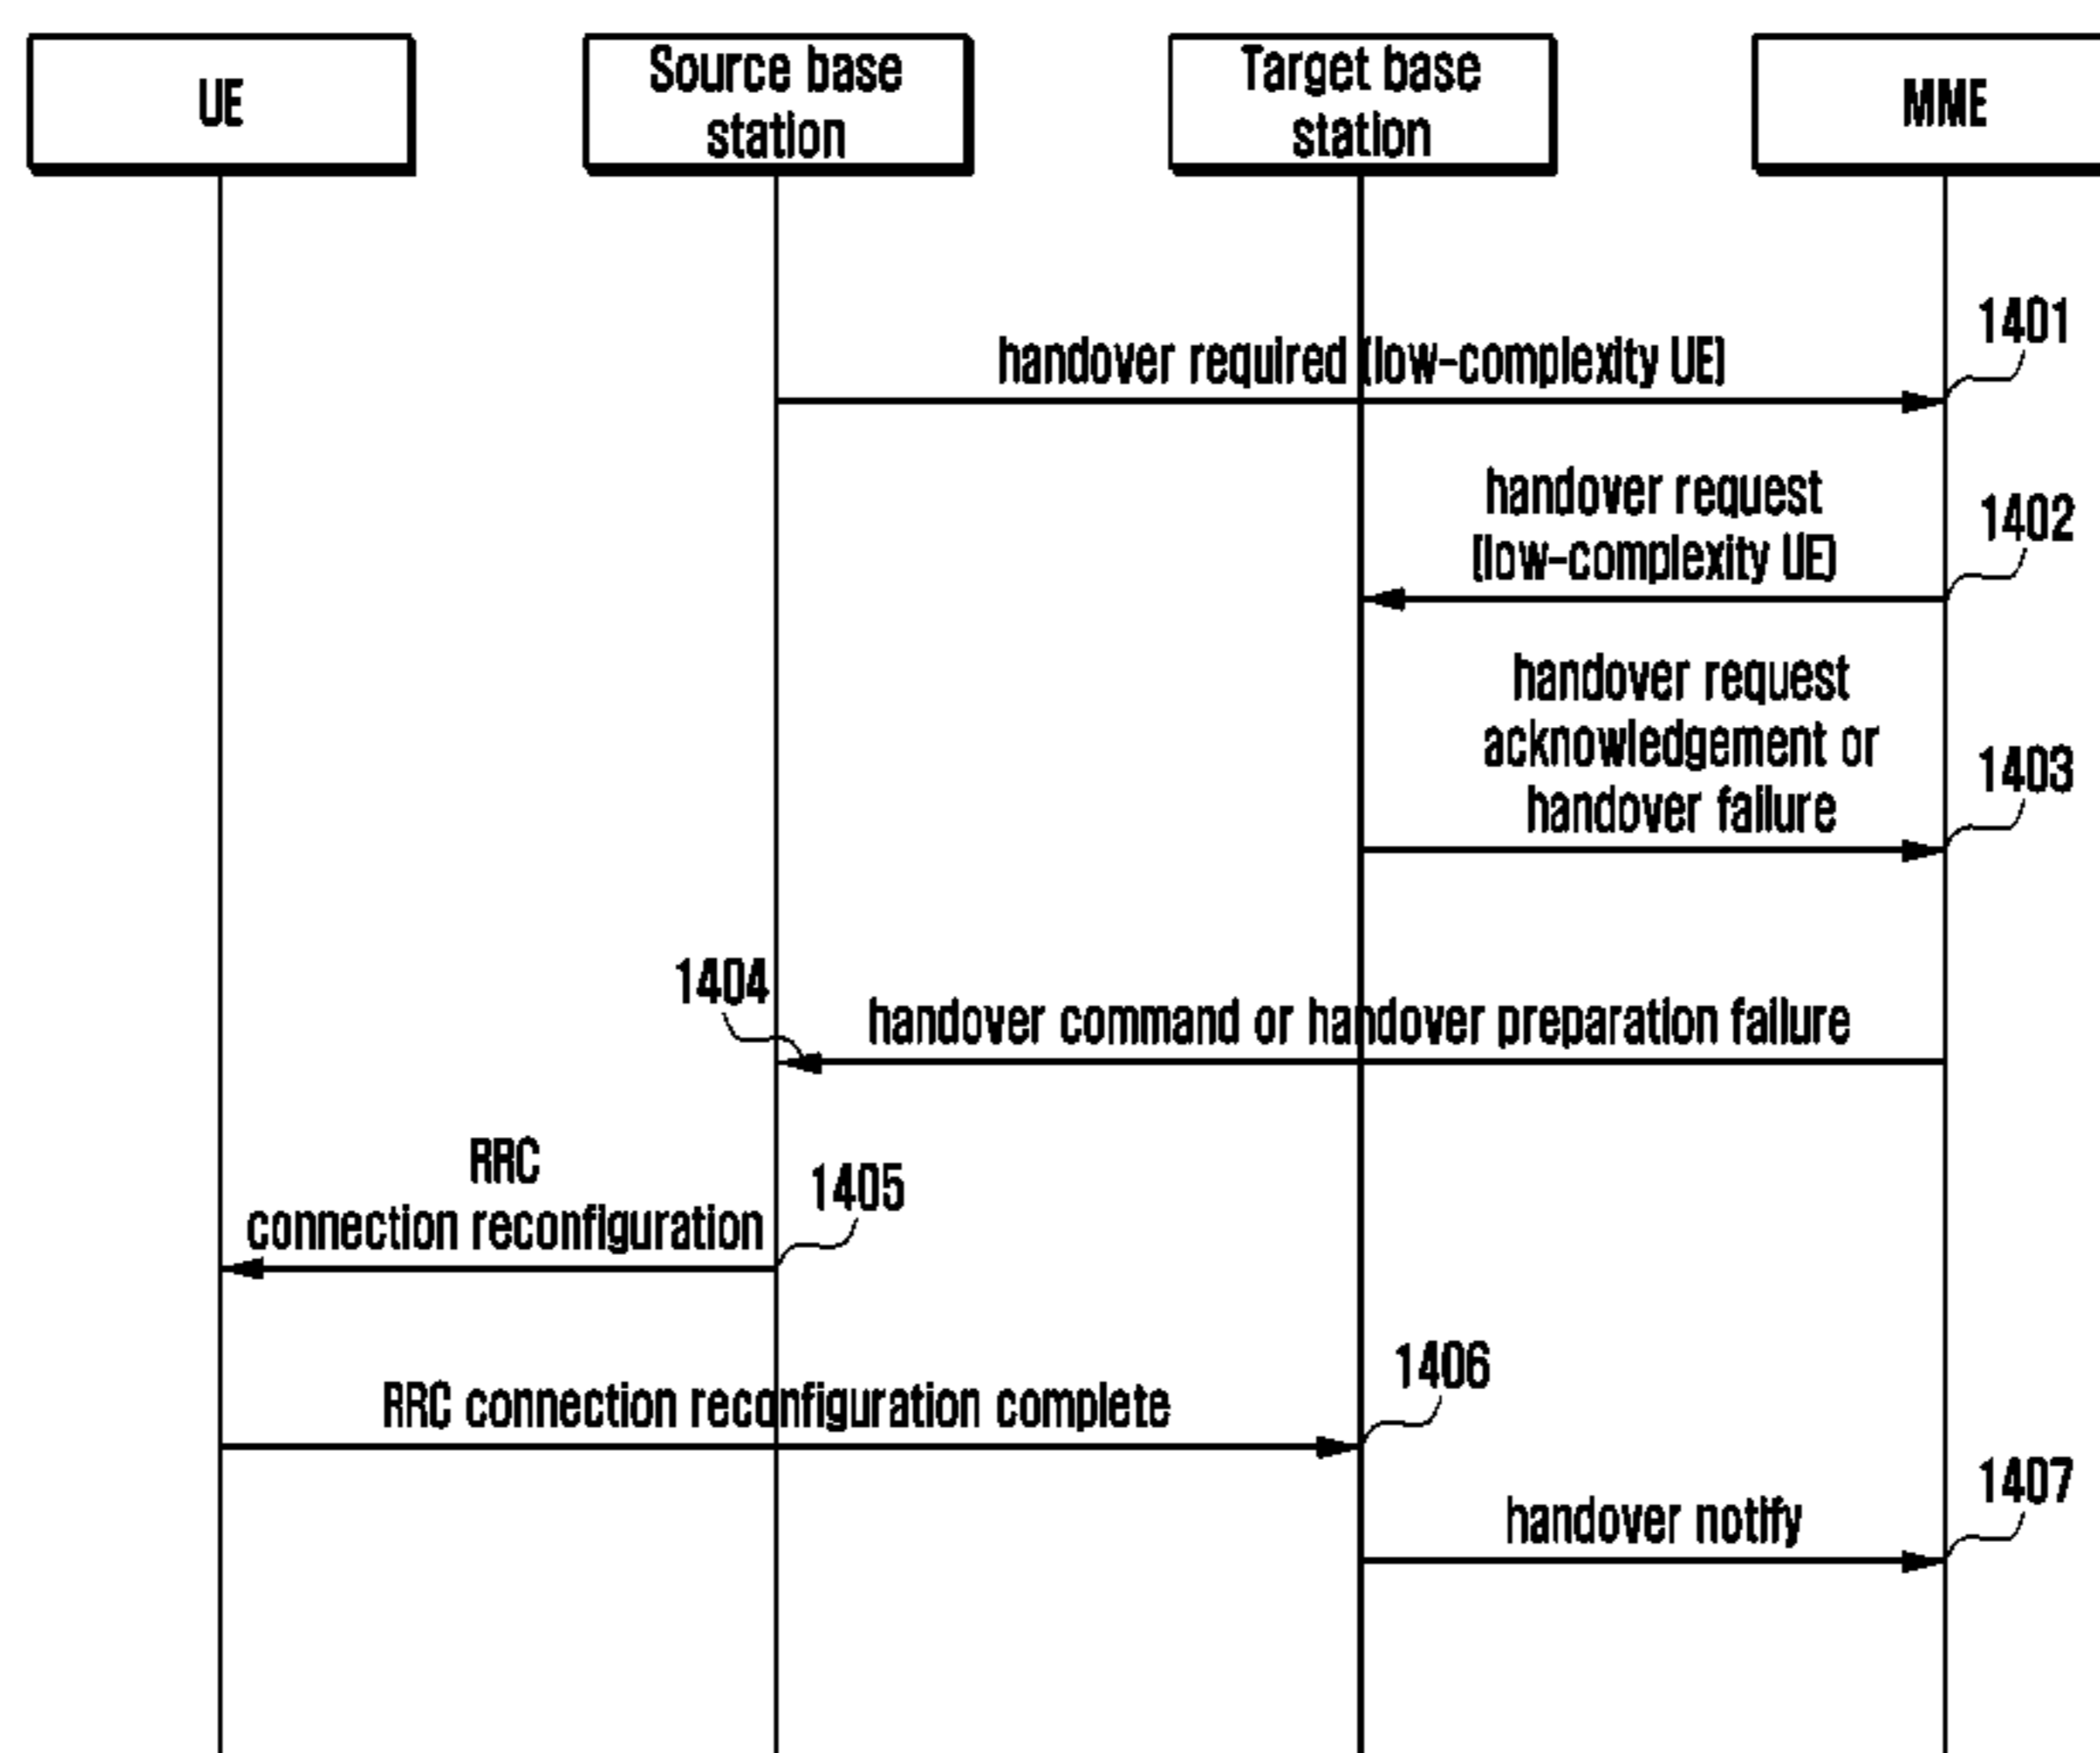 UE
Source base
station
Target base
station
MME
1401
handover required (low-complexity UE)
handover request
(low-complexity UE)
1402
handover request
acknowledgement or
handover failure
1403
1404
handover command or handover preparation failure
RRC
connection reconfiguration
1405
1406
RRC connection reconfiguration complete
1407
handover notify